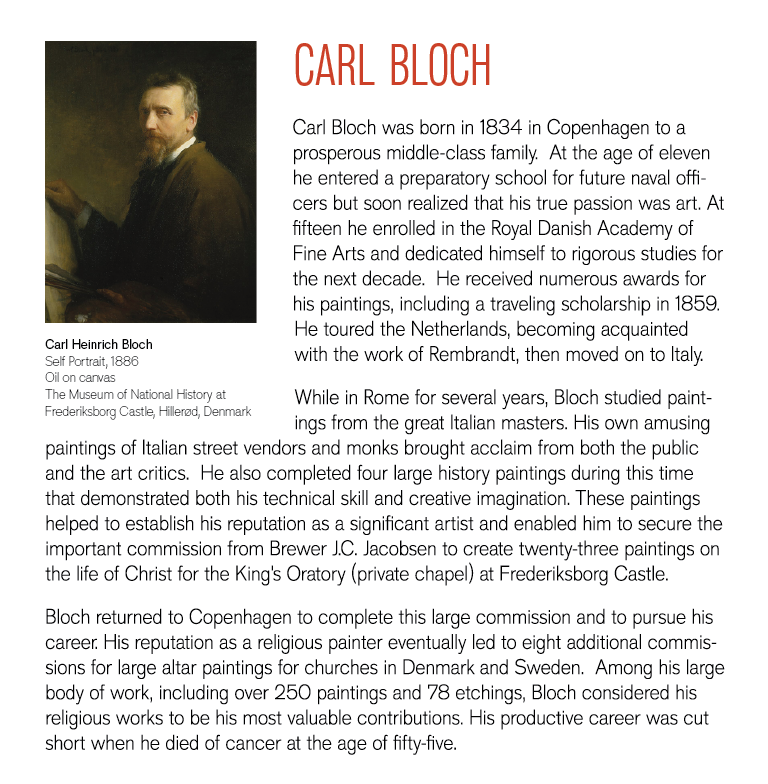 CARL BLOCH
Carl Bloch was born in 1834 in Copenhagen to a
prosperous middle-class family.  At the age of eleven
he entered a preparatory school for future naval offi-
cers but soon realized that his true passion was art. At
fifteen he enrolled in the Royal Danish Academy of
Fine Arts and dedicated himself to rigorous studies for
the next decade.  He received numerous awards for
his paintings, including a traveling scholarship in 1859.
He toured the Netherlands, becoming acquainted
with the work of Rembrandt, then moved on to Italy.
Carl Heinrich Bloch
Self Portrait, 1886
Oil on canvas
The Museum of National History at
Frederiksborg Castle, Hillerød, Denmark
While in Rome for several years, Bloch studied paint-
ings from the great Italian masters. His own amusing
paintings of Italian street vendors and monks brought acclaim from both the public
and the art critics.  He also completed four large history paintings during this time
that demonstrated both his technical skill and creative imagination. These paintings
helped to establish his reputation as a significant artist and enabled him to secure the
important commission from Brewer J.C. Jacobsen to create twenty-three paintings on
the life of Christ for the King's Oratory (private chapel) at Frederiksborg Castle.
Bloch returned to Copenhagen to complete this large commission and to pursue his
career. His reputation as a religious painter eventually led to eight additional commis-
sions for large altar paintings for churches in Denmark and Sweden.  Among his large
body of work, including over 250 paintings and 78 etchings, Bloch considered his
religious works to be his most valuable contributions. His productive career was cut
short when he died of cancer at the age of fifty-five.